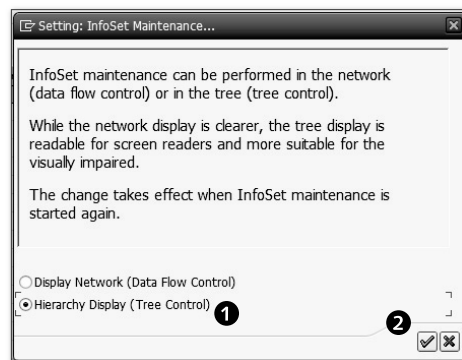 Setting: InfoSet Maintenance...
InfoSet maintenance can be performed in the network
(data flow control) or in the tree (tree control).
While the network display is clearer, the tree display is
readable for screen readers and more suitable for the
visually impaired.
The change takes effect when InfoSet maintenance is
started again.
Display Network (Data Flow Control)
Hierarchy Display (Tree Control) 1
2